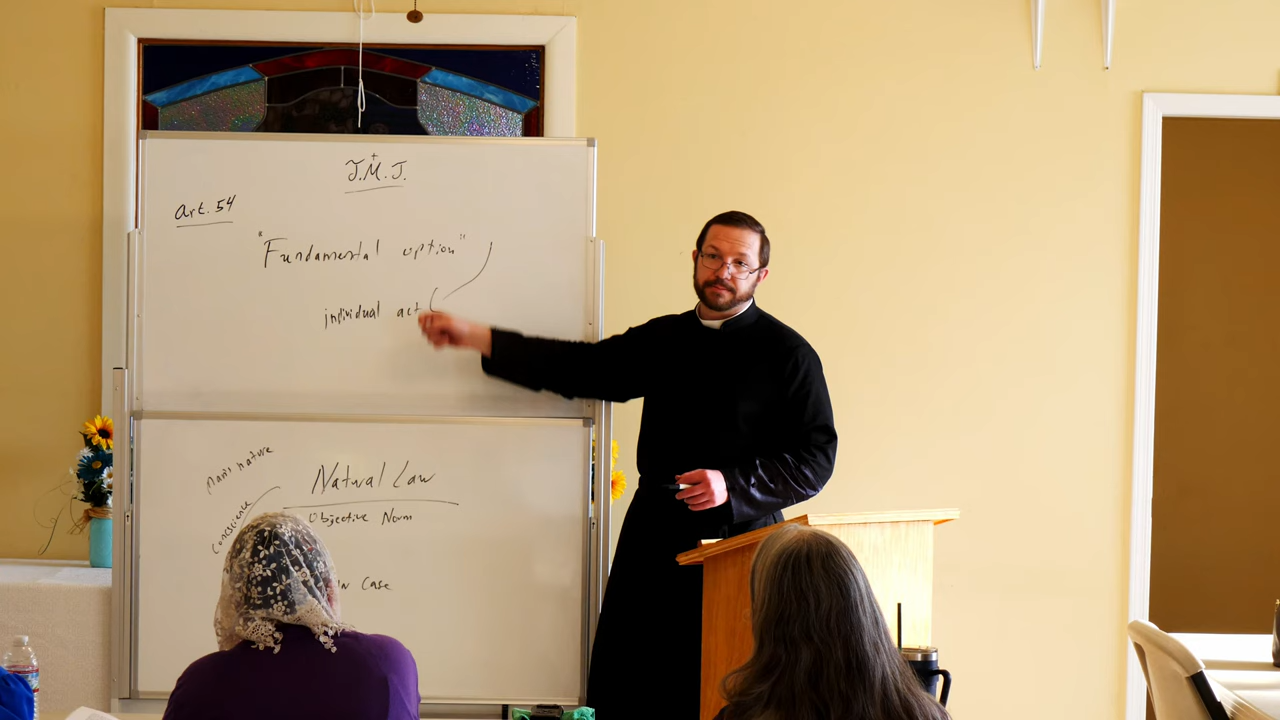 J.M.J.
Art. 54
"Fundamental option"
individual act
Man's nature
Natural Law
Conscience
Objective Norm
Case